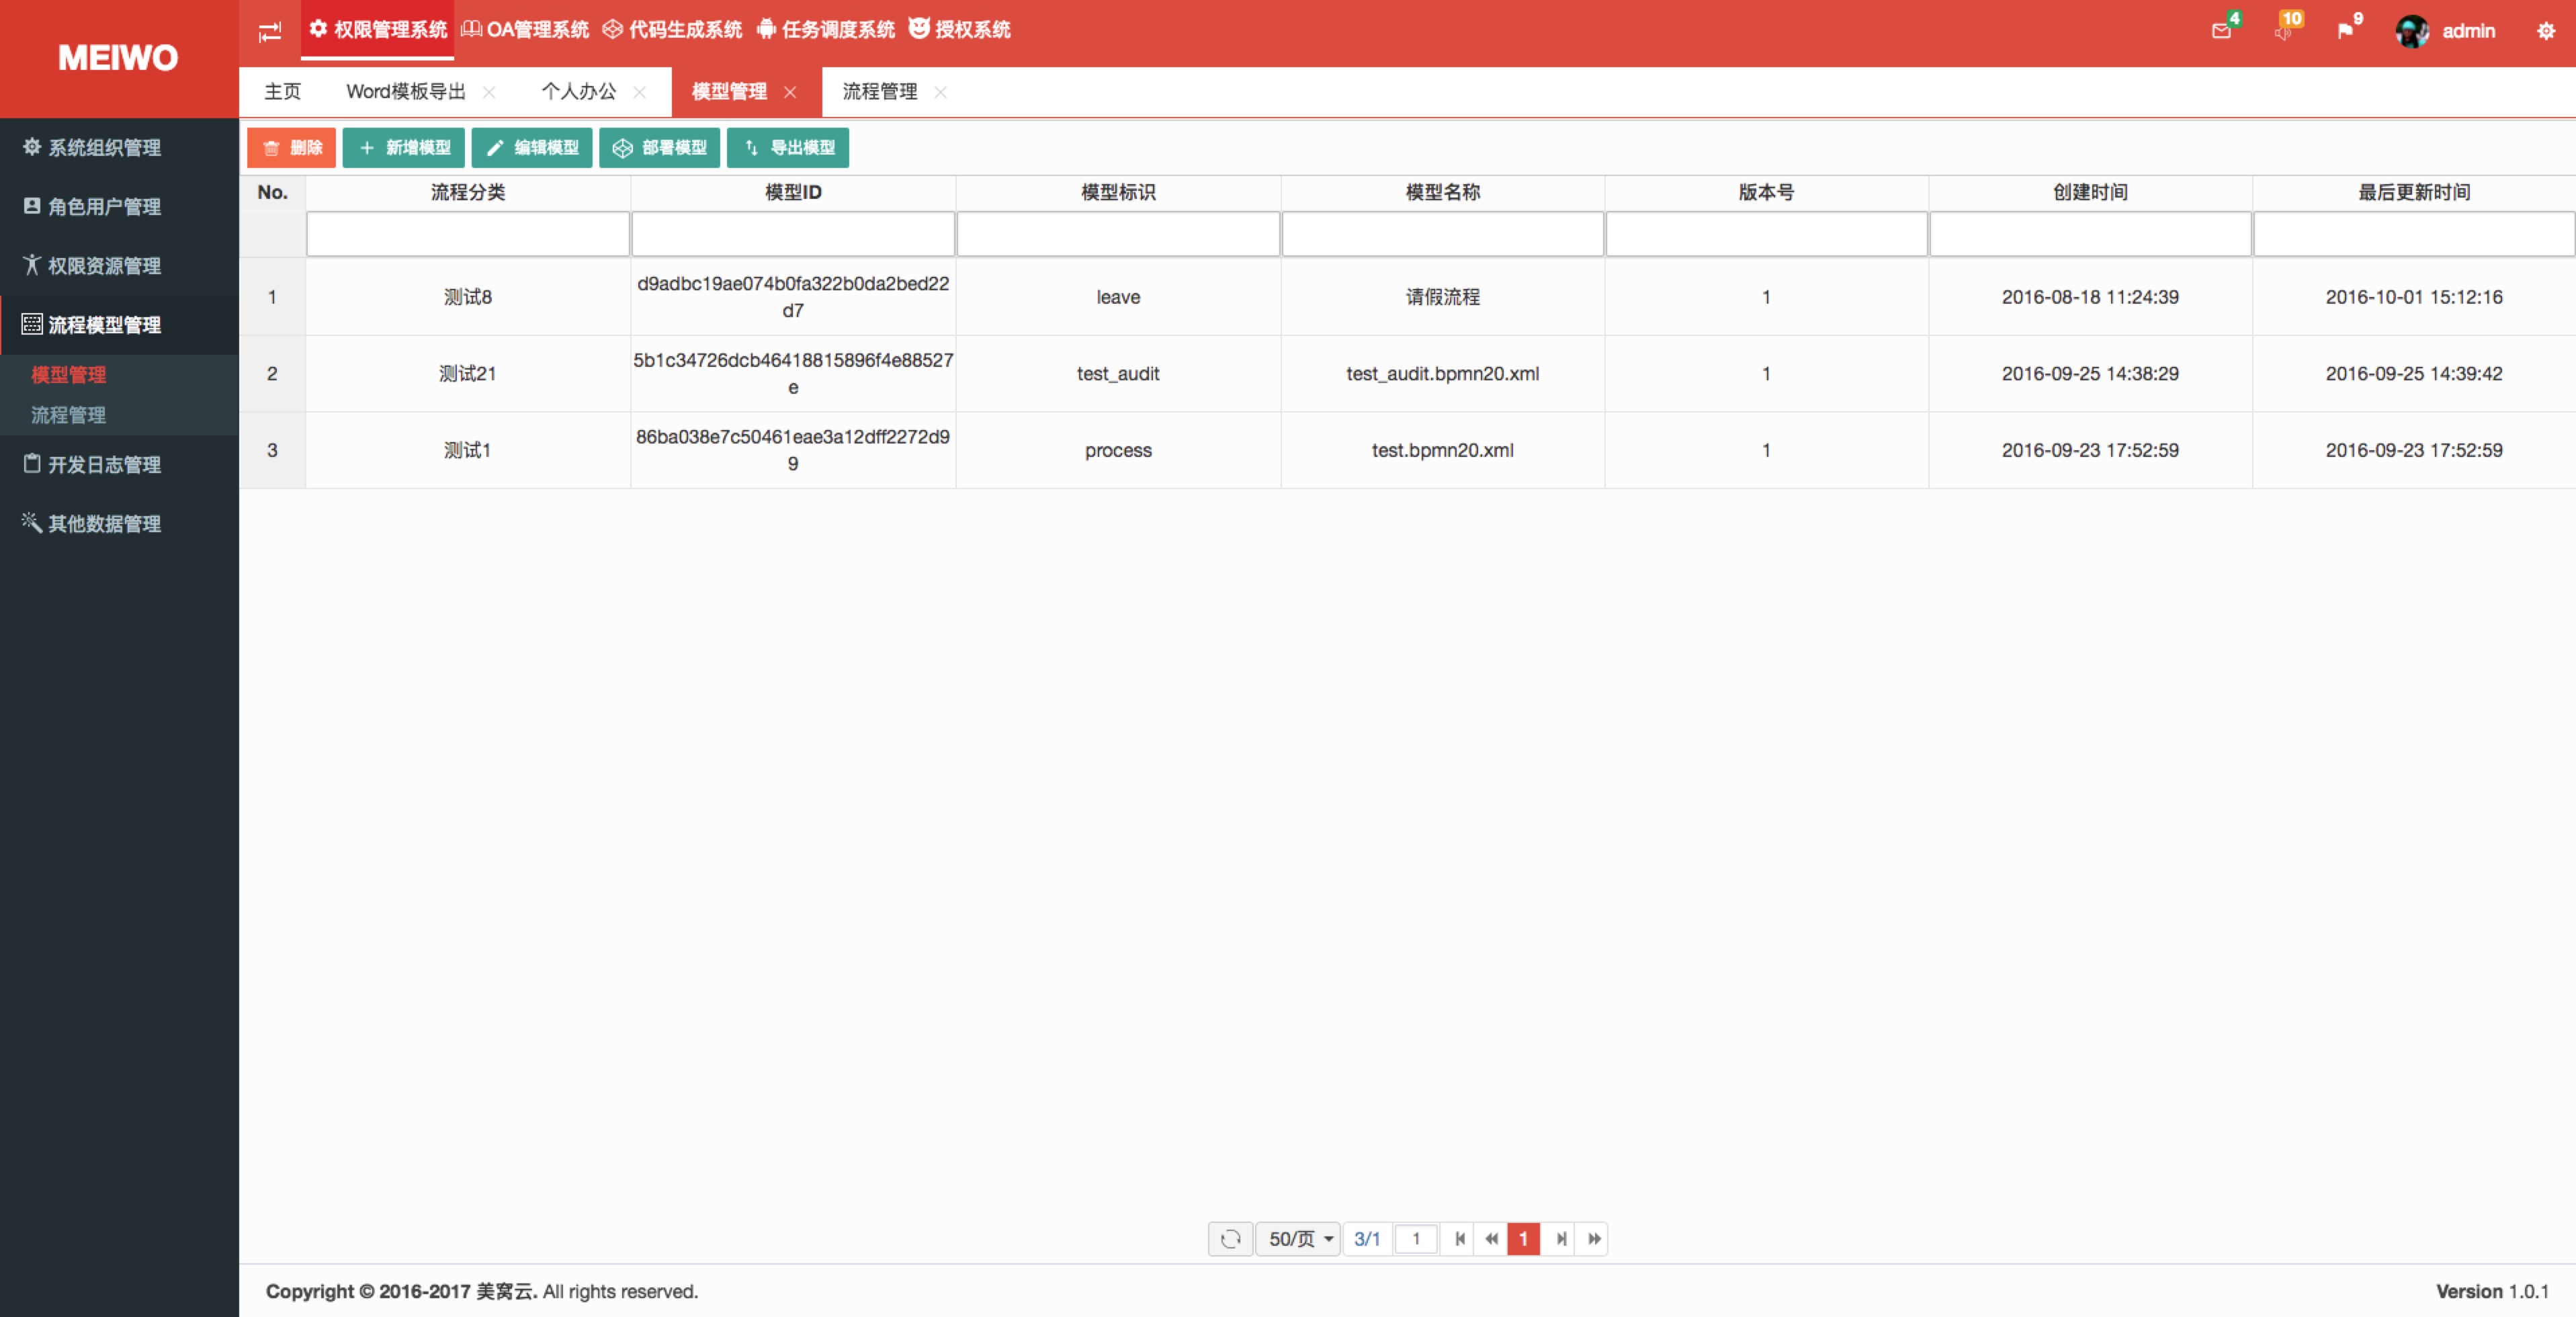 MEIWO
权限管理系统 OA管理系统 代码生成系统 任务调度系统 授权系统 4 10 9 admin
主页 Word模板导出 个人办公 模型管理 流程管理
系统组织管理
角色用户管理
权限资源管理
流程模型管理
模型管理
流程管理
开发日志管理
其他数据管理
删除 新增模型 编辑模型 部署模型 导出模型
No. 流程分类 模型ID 模型标识 模型名称 版本号 创建时间 最后更新时间
1 测试8 d9adbc19ae074b0fa322b0da2bed22 leave 请假流程 1 2016-08-18 11:24:39 2016-10-01 15:12:16
d7
2 测试21 5b1c34726dcb46418815896f4e88527 test_audit test_audit.bpmn20.xml 1 2016-09-25 14:38:29 2016-09-25 14:39:42
e
3 测试1 86ba038e7c50461eae3a12dff2272d9 process test.bpmn20.xml 1 2016-09-23 17:52:59 2016-09-23 17:52:59
9
50/页 3/1 1 1
Copyright © 2016-2017 美窝云. All rights reserved. Version 1.0.1